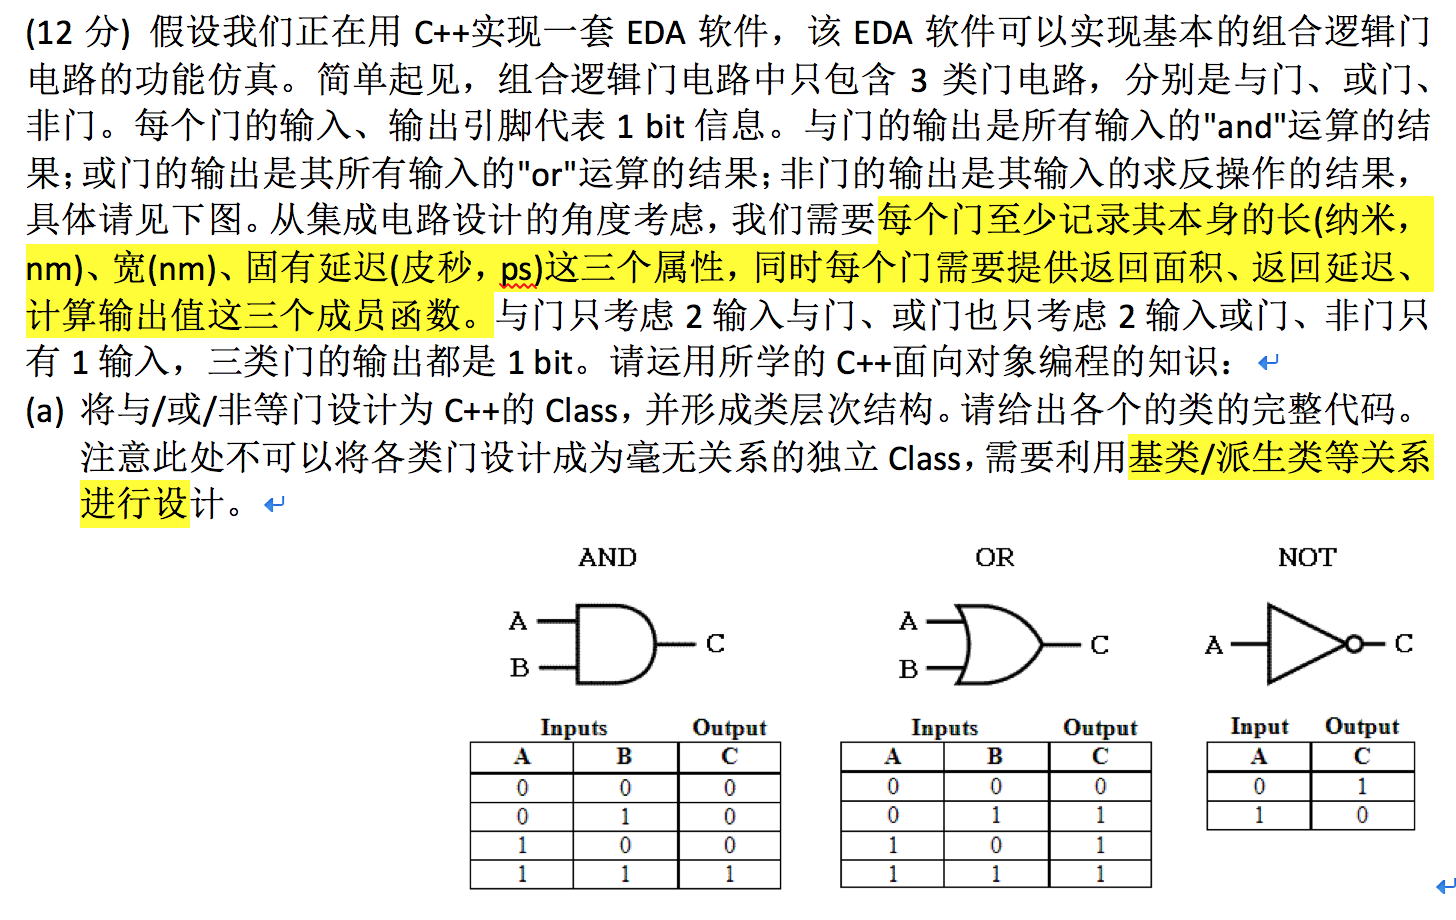 (12 分) 假设我们正在用 C++实现一套 EDA 软件，该 EDA 软件可以实现基本的组合逻辑门
电路的功能仿真。简单起见，组合逻辑门电路中只包含 3 类门电路，分别是与门、或门、
非门。每个门的输入、输出引脚代表 1 bit 信息。与门的输出是所有输入的"and"运算的结
果；或门的输出是其所有输入的"or"运算的结果；非门的输出是其输入的求反操作的结果，
具体请见下图。从集成电路设计的角度考虑，我们需要每个门至少记录其本身的长(纳米，
nm)、宽(nm)、固有延迟(皮秒，ps)这三个属性，同时每个门需要提供返回面积、返回延迟、
计算输出值这三个成员函数。与门只考虑 2 输入与门、或门也只考虑 2 输入或门、非门只
有 1 输入，三类门的输出都是 1 bit。请运用所学的 C++面向对象编程的知识：
(a) 将与/或/非等门设计为 C++的 Class，并形成类层次结构。请给出各个的类的完整代码。
注意此处不可以将各类门设计成为毫无关系的独立 Class，需要利用基类/派生类等关系
进行设计。
AND OR NOT
A C A C A C
B B
Inputs Output Inputs Output Input Output
A B C A B C A C
0 0 0 0 0 0 0 1
0 1 0 0 1 1 1 0
1 0 0 1 0 1
1 1 1 1 1 1